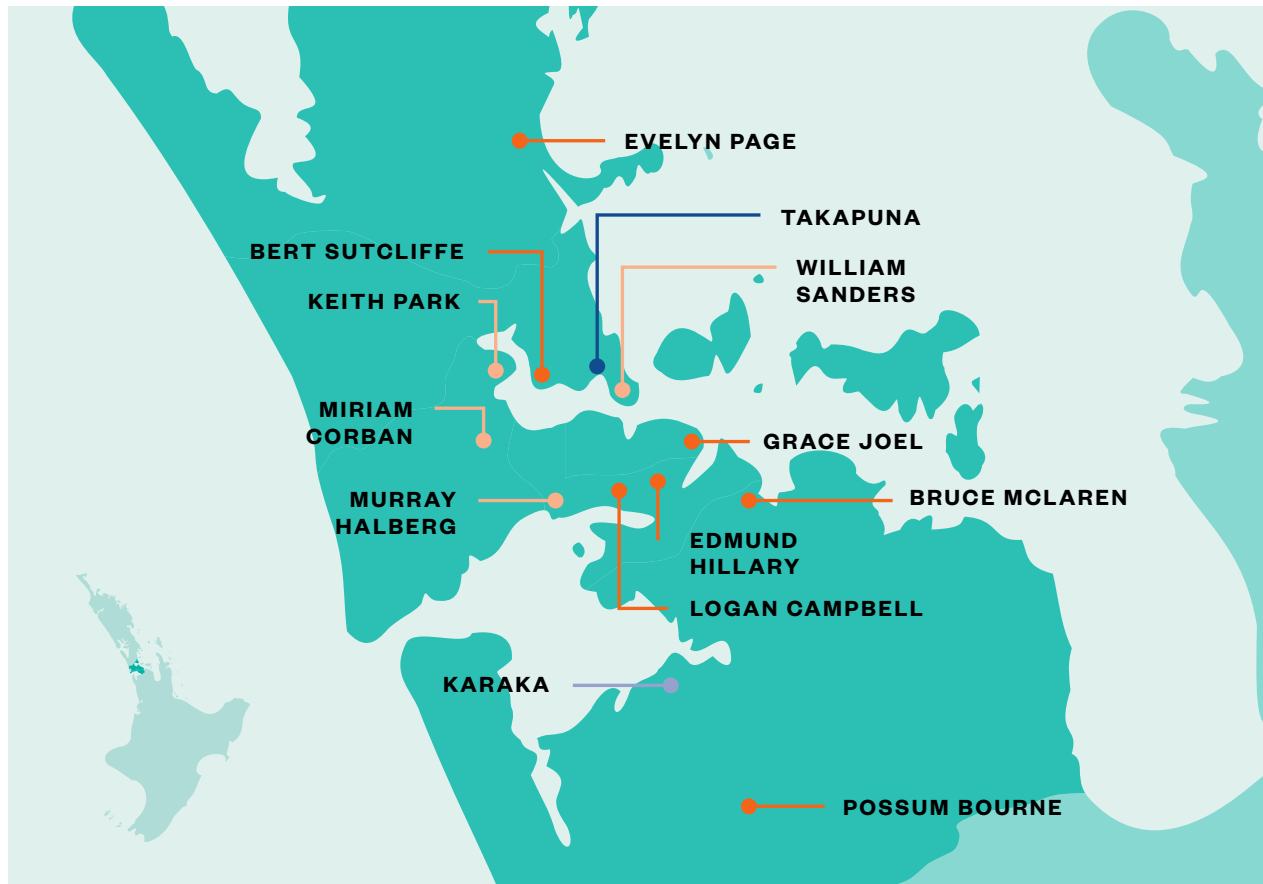 EVELYN PAGE
TAKAPUNA
BERT SUTCLIFFE
WILLIAM
SANDERS
KEITH PARK
MIRIAM
CORBAN
GRACE JOEL
MURRAY
HALBERG
BRUCE MCLAREN
EDMUND
HILLARY
LOGAN CAMPBELL
KARAKA
POSSUM BOURNE